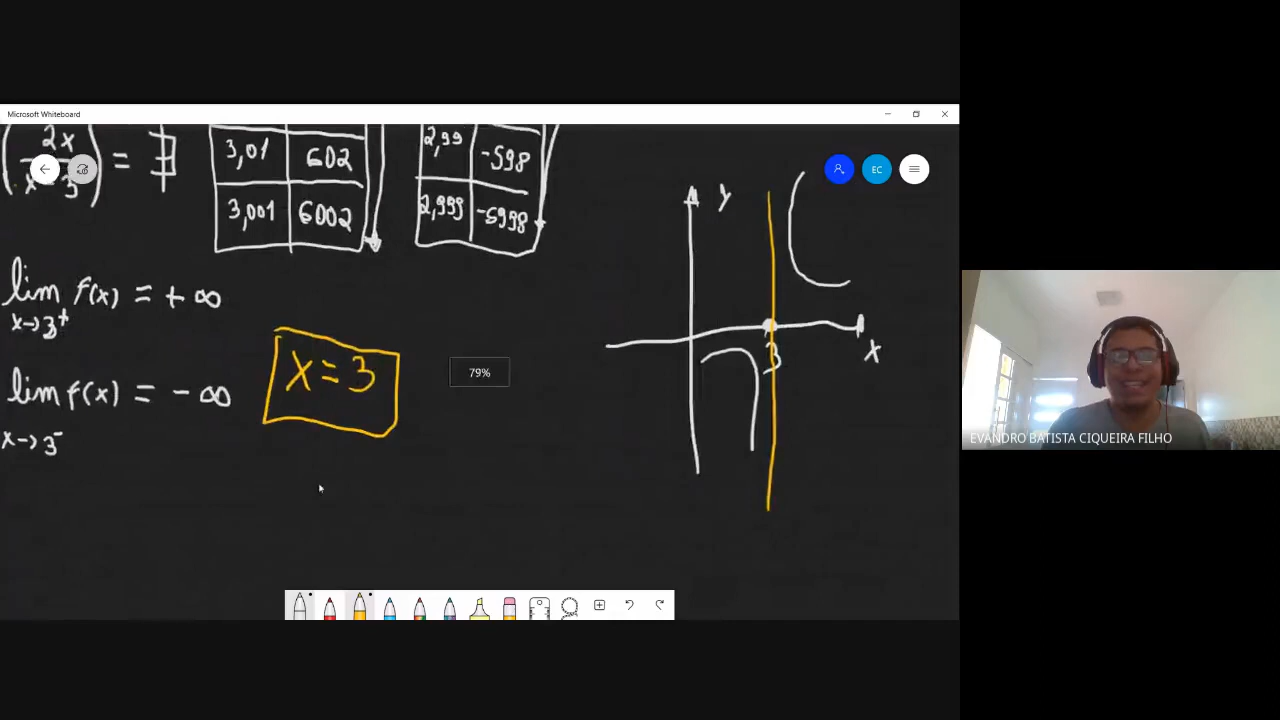 Microsoft Whiteboard
(2x / x - 3) = ∄
3,01 602
3,001 6002
2,99 -598
2,999 -5998
EC
y
lim f(x) = + ∞
x→3⁺
x = 3
79%
3
x
lim f(x) = - ∞
x→3⁻
EVANDRO BATISTA CIQUEIRA FILHO